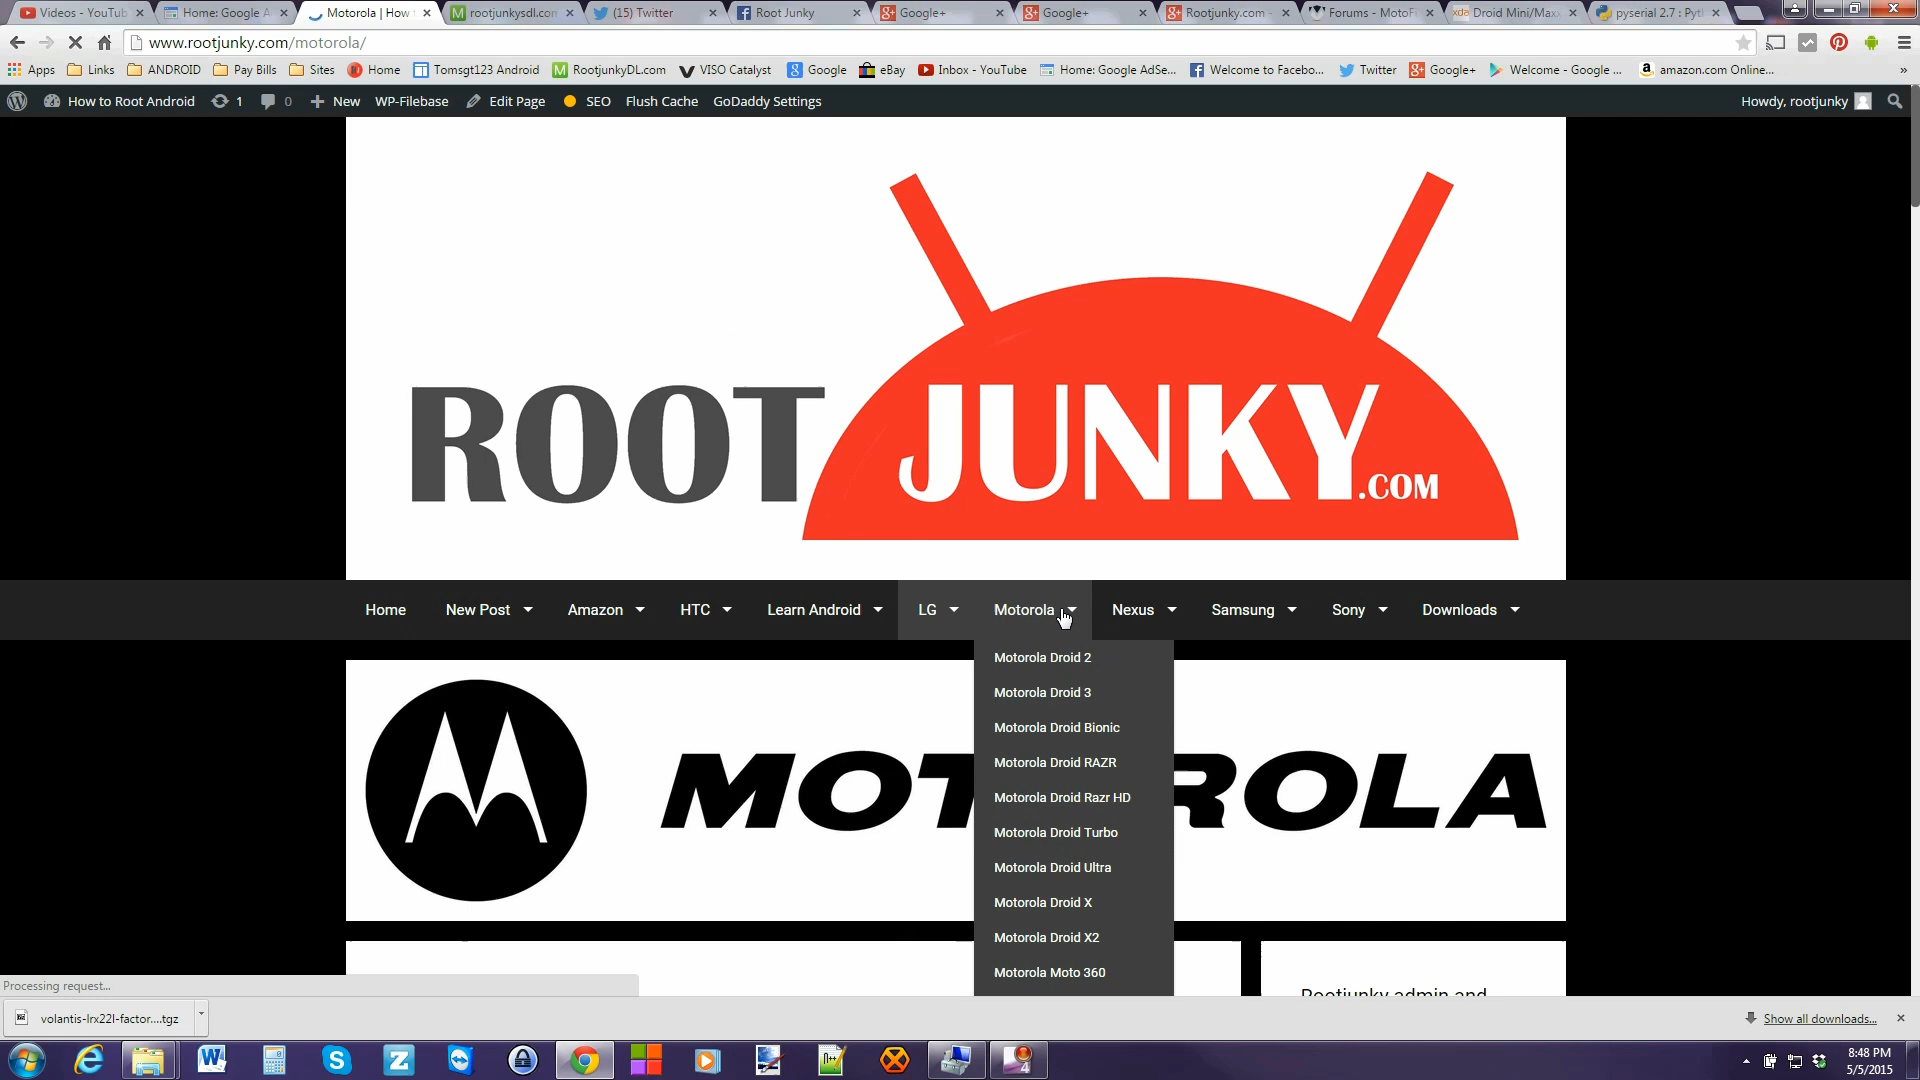 Videos - YouTub
Home: Google A
Motorola | How
rootjunkysdl.com
(15) Twitter
Root Junky
Google+
Google+
Rootjunky.com -
Forums - MotoFi
Droid Mini/Maxx
pyserial 2.7 : Pyt
www.rootjunky.com/motorola/
Apps
Links
ANDROID
Pay Bills
Sites
Home
Tomsgt123 Android
RootjunkyDL.com
VISO Catalyst
Google
eBay
Inbox - YouTube
Home: Google AdSe...
Welcome to Facebo...
Twitter
Google+
Welcome - Google ...
amazon.com Online...
How to Root Android
1
0
New
WP-Filebase
Edit Page
SEO
Flush Cache
GoDaddy Settings
Howdy, rootjunky
ROOT JUNKY.COM
Home
New Post
Amazon
HTC
Learn Android
LG
Motorola
Nexus
Samsung
Sony
Downloads
Motorola Droid 2
Motorola Droid 3
Motorola Droid Bionic
Motorola Droid RAZR
Motorola Droid Razr HD
Motorola Droid Turbo
Motorola Droid Ultra
Motorola Droid X
Motorola Droid X2
Motorola Moto 360
Rootjunky admin and
Processing request...
volantis-lrx22l-factor....tgz
Show all downloads...
8:48 PM
5/5/2015